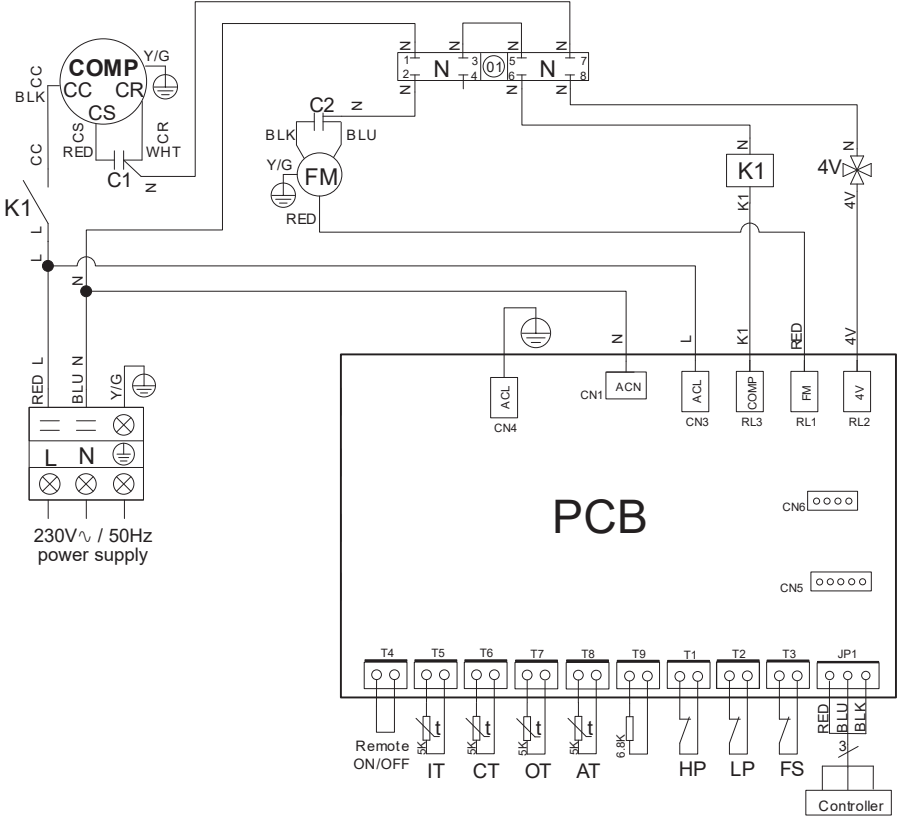 COMP
CC CR
CS
Y/G
CC
BLK
CS
RED
WHT
CR
C1
N
CC
K1
L
L
N
RED L
BLU N
Y/G
L N
230V∿ / 50Hz
power supply
N N N N
1 3 5 7
N 01 N
2 4 6 8
N N N
C2
N
BLK BLU
Y/G
FM
RED
N
K1
K1
N
4V
4V
N
L
K1
RED
4V
ACL
CN4
CN1 ACN
ACL
CN3
COMP
RL3
FM
RL1
4V
RL2
PCB
CN6
CN5
T4 T5 T6 T7 T8 T9 T1 T2 T3 JP1
RED
BLU
BLK
t t t t
5K 5K 5K 5K 6.8K
Remote
ON/OFF
IT CT OT AT HP LP FS
3
Controller